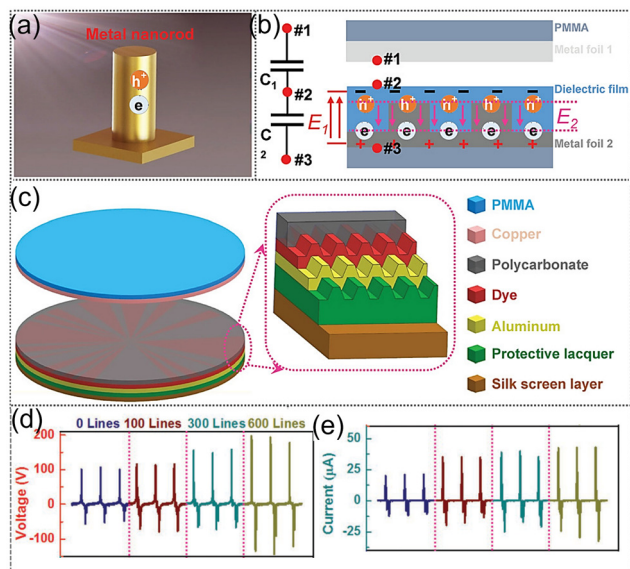 (a)
Metal nanorod
h+
e
(b)
#1
C1
#2
C
2
#3
PMMA
Metal foil 1
#1
#2
Dielectric film
h+ h+ h+ h+ h+
E1
E2
e e e e e
+ + + + + +
#3
Metal foil 2
(c)
PMMA
Copper
Polycarbonate
Dye
Aluminum
Protective lacquer
Silk screen layer
(d)
0 Lines 100 Lines 300 Lines 600 Lines
200
100
0
-100
Voltage (V)
(e)
50
25
0
-25
Current (μA)